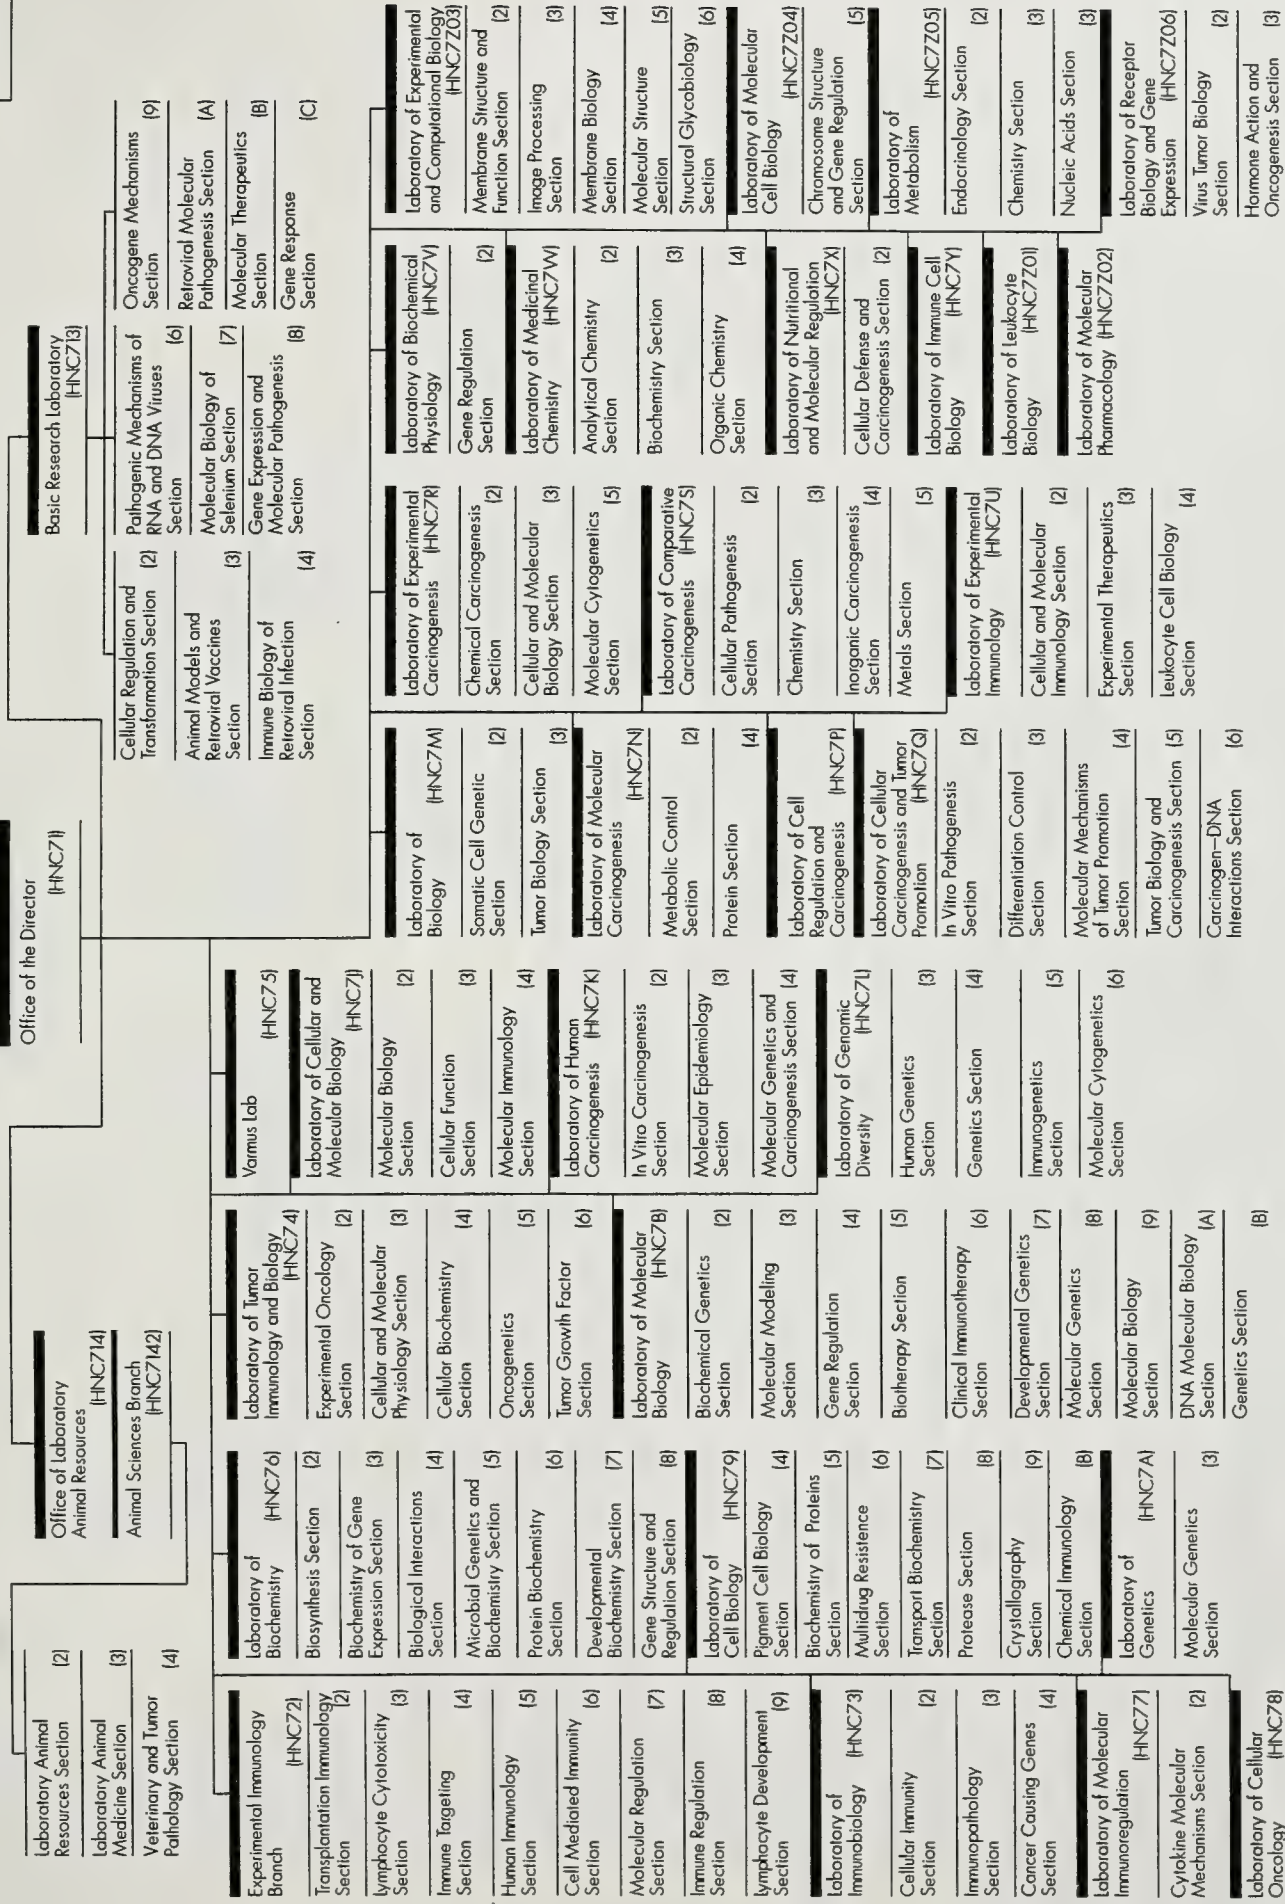 Office of the Director
(HNC71)
Office of Laboratory
Animal Resources
(HNC714)
Animal Sciences Branch
(HNC7142)
Laboratory Animal
Resources Section (2)
Laboratory Animal
Medicine Section (3)
Veterinary and Tumor
Pathology Section (4)
Basic Research Laboratory
(HNC713)
Cellular Regulation and
Transformation Section (2)
Animal Models and
Retroviral Vaccines
Section (3)
Immune Biology of
Retroviral Infection
Section (4)
Pathogenic Mechanisms of
RNA and DNA Viruses
Section (6)
Molecular Biology of
Selenium Section (7)
Gene Expression and
Molecular Pathogenesis
Section (8)
Oncogene Mechanisms
Section (9)
Retroviral Molecular
Pathogenesis Section (A)
Molecular Therapeutics
Section (B)
Gene Response
Section (C)
Experimental Immunology
Branch (HNC72)
Transplantation Immunology
Section (2)
Lymphocyte Cytotoxicity
Section (3)
Immune Targeting
Section (4)
Human Immunology
Section (5)
Cell Mediated Immunity
Section (6)
Molecular Regulation
Section (7)
Immune Regulation
Section (8)
Lymphocyte Development
Section (9)
Laboratory of
Immunobiology (HNC73)
Cellular Immunity
Section (2)
Immunopathology
Section (3)
Cancer Causing Genes
Section (4)
Laboratory of Molecular
Immunoregulation
(HNC77)
Cytokine Molecular
Mechanisms Section (2)
Laboratory of Cellular
Oncology (HNC78)
Laboratory of
Biochemistry (HNC76)
Biosynthesis Section (2)
Biochemistry of Gene
Expression Section (3)
Biological Interactions
Section (4)
Microbial Genetics and
Biochemistry Section (5)
Protein Biochemistry
Section (6)
Developmental
Biochemistry Section (7)
Gene Structure and
Regulation Section (8)
Laboratory of
Cell Biology (HNC79)
Pigment Cell Biology
Section (4)
Biochemistry of Proteins
Section (5)
Multidrug Resistence
Section (6)
Transport Biochemistry
Section (7)
Protease Section (8)
Crystallography
Section (9)
Chemical Immunology
Section (B)
Laboratory of
Genetics (HNC7A)
Molecular Genetics
Section (3)
Laboratory of Tumor
Immunology and Biology
(HNC74)
Experimental Oncology
Section (2)
Cellular and Molecular
Physiology Section (3)
Cellular Biochemistry
Section (4)
Oncogenetics
Section (5)
Tumor Growth Factor
Section (6)
Laboratory of Molecular
Biology (HNC7B)
Biochemical Genetics
Section (2)
Molecular Modeling
Section (3)
Gene Regulation
Section (4)
Biotherapy Section (5)
Clinical Immunotherapy
Section (6)
Developmental Genetics
Section (7)
Molecular Genetics
Section (8)
Molecular Biology
Section (9)
DNA Molecular Biology
Section (A)
Genetics Section (B)
Varmus Lab
(HNC75)
Laboratory of Cellular and
Molecular Biology (HNC7J)
Molecular Biology
Section (2)
Cellular Function
Section (3)
Molecular Immunology
Section (4)
Laboratory of Human
Carcinogenesis (HNC7K)
In Vitro Carcinogenesis
Section (2)
Molecular Epidemiology
Section (3)
Molecular Genetics and
Carcinogenesis Section (4)
Laboratory of Genomic
Diversity (HNC7L)
Human Genetics
Section (3)
Genetics Section (4)
Immunogenetics
Section (5)
Molecular Cytogenetics
Section (6)
Laboratory of
Biology (HNC7M)
Somatic Cell Genetic
Section (2)
Tumor Biology Section (3)
Laboratory of Molecular
Carcinogenesis
(HNC7N)
Metabolic Control
Section (2)
Protein Section (4)
Laboratory of Cell
Regulation and
Carcinogenesis (HNC7P)
Laboratory of Cellular
Carcinogenesis and Tumor
Promotion (HNC7Q)
In Vitro Pathogenesis
Section (2)
Differentiation Control
Section (3)
Molecular Mechanisms
of Tumor Promotion
Section (4)
Tumor Biology and
Carcinogenesis Section (5)
Carcinogen–DNA
Interactions Section (6)
Laboratory of Experimental
Carcinogenesis (HNC7R)
Chemical Carcinogenesis
Section (2)
Cellular and Molecular
Biology Section (3)
Molecular Cytogenetics
Section (5)
Laboratory of Comparative
Carcinogenesis (HNC7S)
Cellular Pathogenesis
Section (2)
Chemistry Section (3)
Inorganic Carcinogenesis
Section (4)
Metals Section (5)
Laboratory of Experimental
Immunology (HNC7U)
Cellular and Molecular
Immunology Section (2)
Experimental Therapeutics
Section (3)
Leukocyte Cell Biology
Section (4)
Laboratory of Biochemical
Physiology (HNC7V)
Gene Regulation
Section (2)
Laboratory of Medicinal
Chemistry (HNC7W)
Analytical Chemistry
Section (2)
Biochemistry Section (3)
Organic Chemistry
Section (4)
Laboratory of Nutritional
and Molecular Regulation
(HNC7X)
Cellular Defense and
Carcinogenesis Section (2)
Laboratory of Immune Cell
Biology (HNC7Y)
Laboratory of Leukocyte
Biology (HNC7Z01)
Laboratory of Molecular
Pharmacology (HNC7Z02)
Laboratory of Experimental
and Computational Biology
(HNC7Z03)
Membrane Structure and
Function Section (2)
Image Processing
Section (3)
Membrane Biology
Section (4)
Molecular Structure
Section (5)
Structural Glycobiology
Section (6)
Laboratory of Molecular
Cell Biology (HNC7Z04)
Chromosome Structure
and Gene Regulation
Section (5)
Laboratory of
Metabolism (HNC7Z05)
Endocrinology Section (2)
Chemistry Section (3)
Nucleic Acids Section (3)
Laboratory of Receptor
Biology and Gene
Expression (HNC7Z06)
Virus Tumor Biology
Section (2)
Hormone Action and
Oncogenesis Section (3)